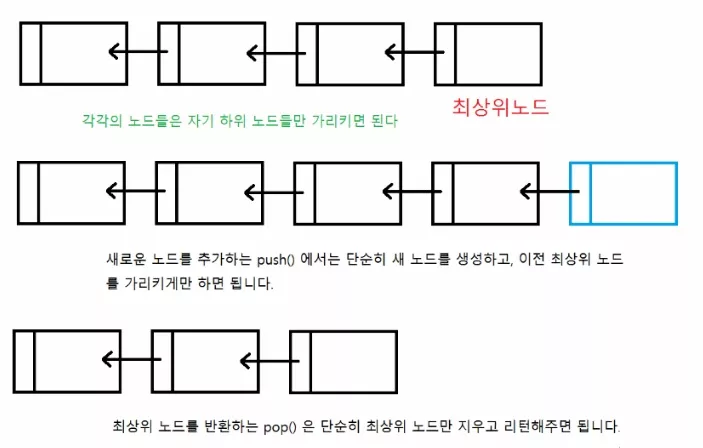 최상위노드
각각의 노드들은 자기 하위 노드들만 가리키면 된다
새로운 노드를 추가하는 push() 에서는 단순히 새 노드를 생성하고, 이전 최상위 노드
를 가리키게만 하면 됩니다.
최상위 노드를 반환하는 pop() 은 단순히 최상위 노드만 지우고 리턴해주면 됩니다.